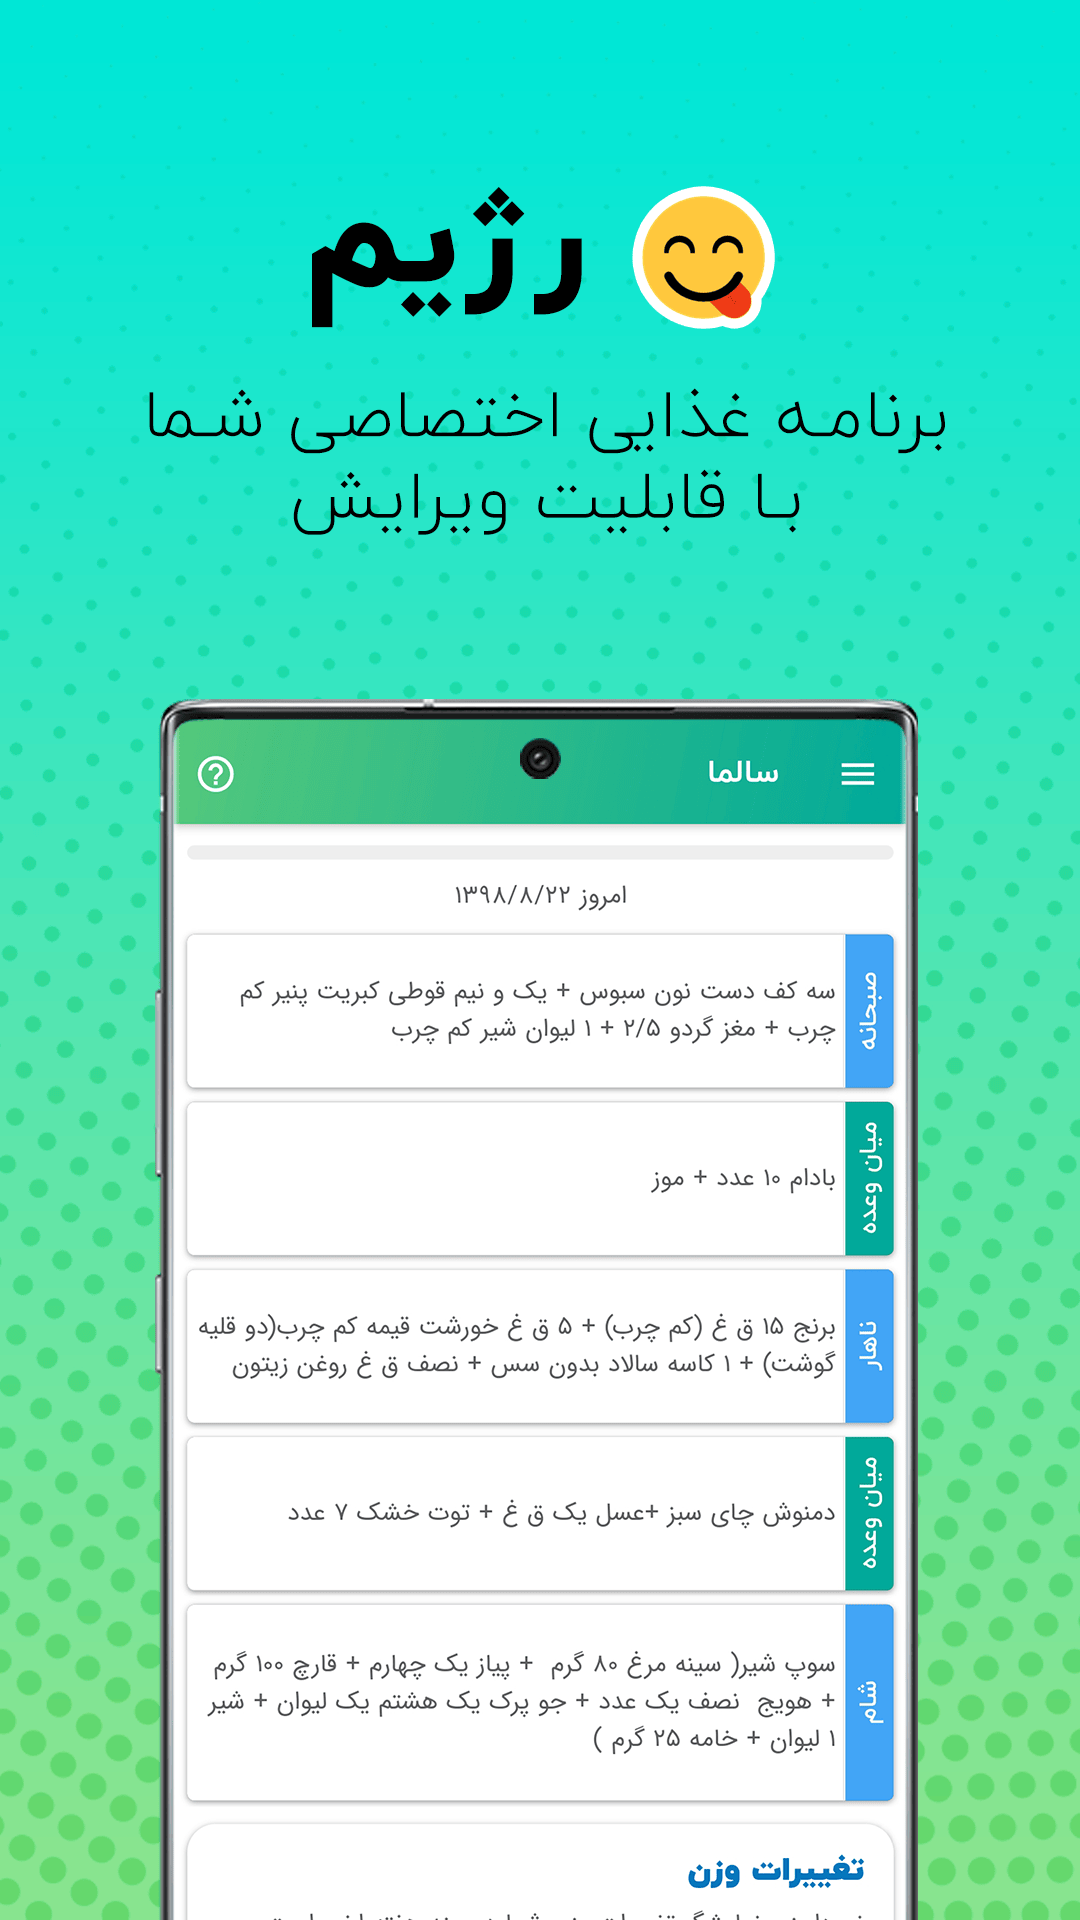 رژیم
برنامه غذایی اختصاصی شما
با قابلیت ویرایش
سالما
امروز ۱۳۹۸/۸/۲۲
صبحانه
سه کف دست نون سبوس + یک و نیم قوطی کبریت پنیر کم
چرب + مغز گردو ۲/۵ + ۱ لیوان شیر کم چرب
میان وعده
بادام ۱۰ عدد + موز
ناهار
برنج ۱۵ ق غ (کم چرب) + ۵ ق غ خورشت قیمه کم چرب(دو قلیه
گوشت) + ۱ کاسه سالاد بدون سس + نصف ق غ روغن زیتون
میان وعده
دمنوش چای سبز +عسل یک ق غ + توت خشک ۷ عدد
شام
سوپ شیر( سینه مرغ ۸۰ گرم + پیاز یک چهارم + قارچ ۱۰۰ گرم
+ هویج نصف یک عدد + جو پرک یک هشتم یک لیوان + شیر
۱ لیوان + خامه ۲۵ گرم )
تغییرات وزن